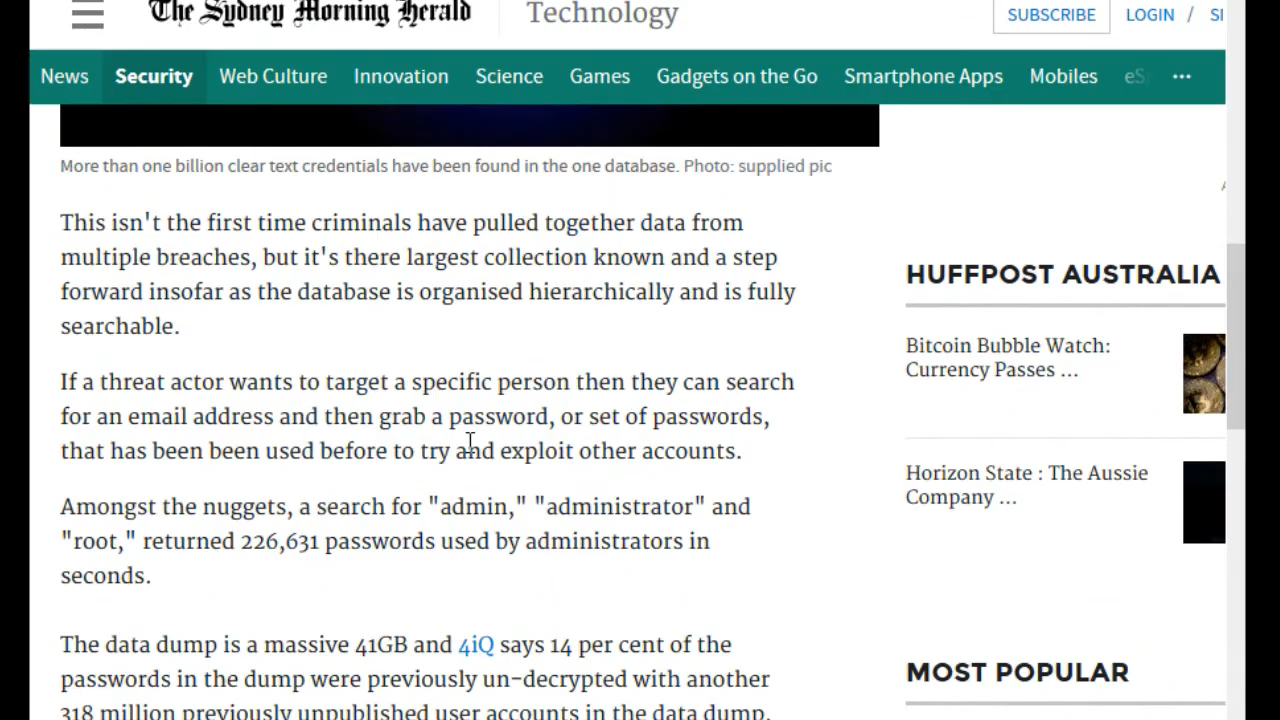 The Sydney Morning Herald
Technology
SUBSCRIBE LOGIN / SI
News Security Web Culture Innovation Science Games Gadgets on the Go Smartphone Apps Mobiles eS ...
More than one billion clear text credentials have been found in the one database. Photo: supplied pic
This isn't the first time criminals have pulled together data from
multiple breaches, but it's there largest collection known and a step
forward insofar as the database is organised hierarchically and is fully
searchable.
If a threat actor wants to target a specific person then they can search
for an email address and then grab a password, or set of passwords,
that has been been used before to try and exploit other accounts.
Amongst the nuggets, a search for "admin," "administrator" and
"root," returned 226,631 passwords used by administrators in
seconds.
The data dump is a massive 41GB and 4iQ says 14 per cent of the
passwords in the dump were previously un-decrypted with another
318 million previously unpublished user accounts in the data dump.
HUFFPOST AUSTRALIA
Bitcoin Bubble Watch:
Currency Passes ...
Horizon State : The Aussie
Company ...
MOST POPULAR